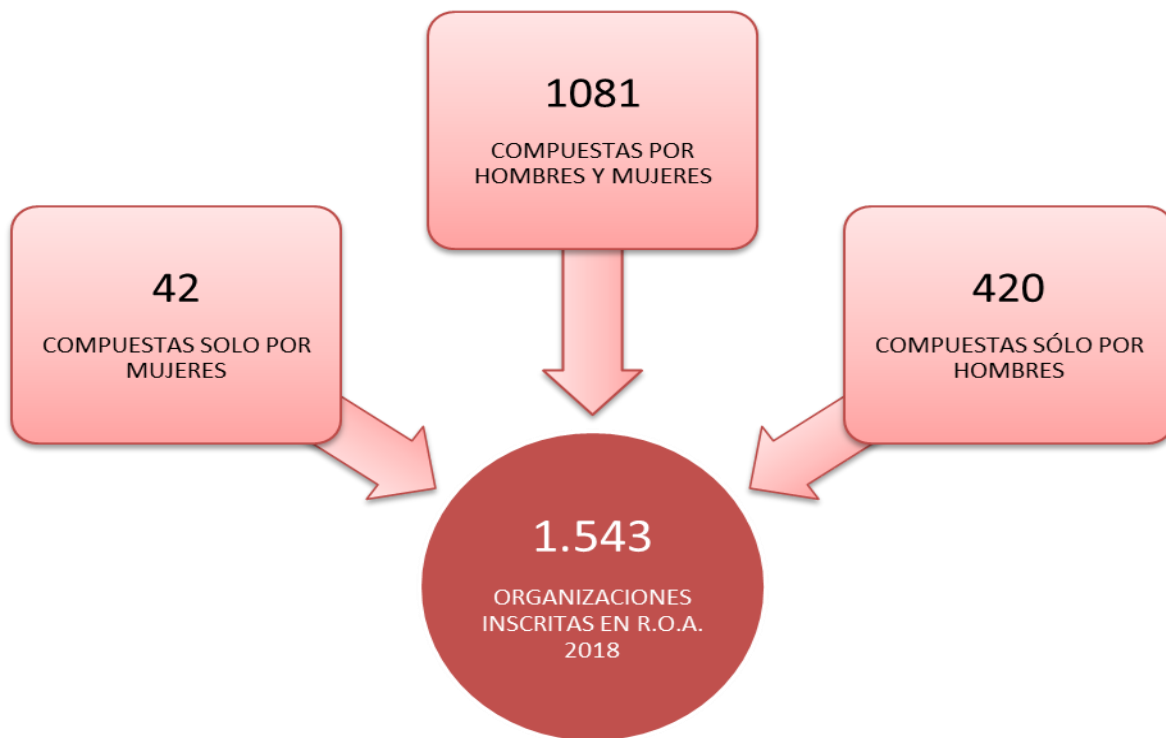 1081
COMPUESTAS POR
HOMBRES Y MUJERES
42
COMPUESTAS SOLO POR
MUJERES
420
COMPUESTAS SÓLO POR
HOMBRES
1.543
ORGANIZACIONES
INSCRITAS EN R.O.A.
2018